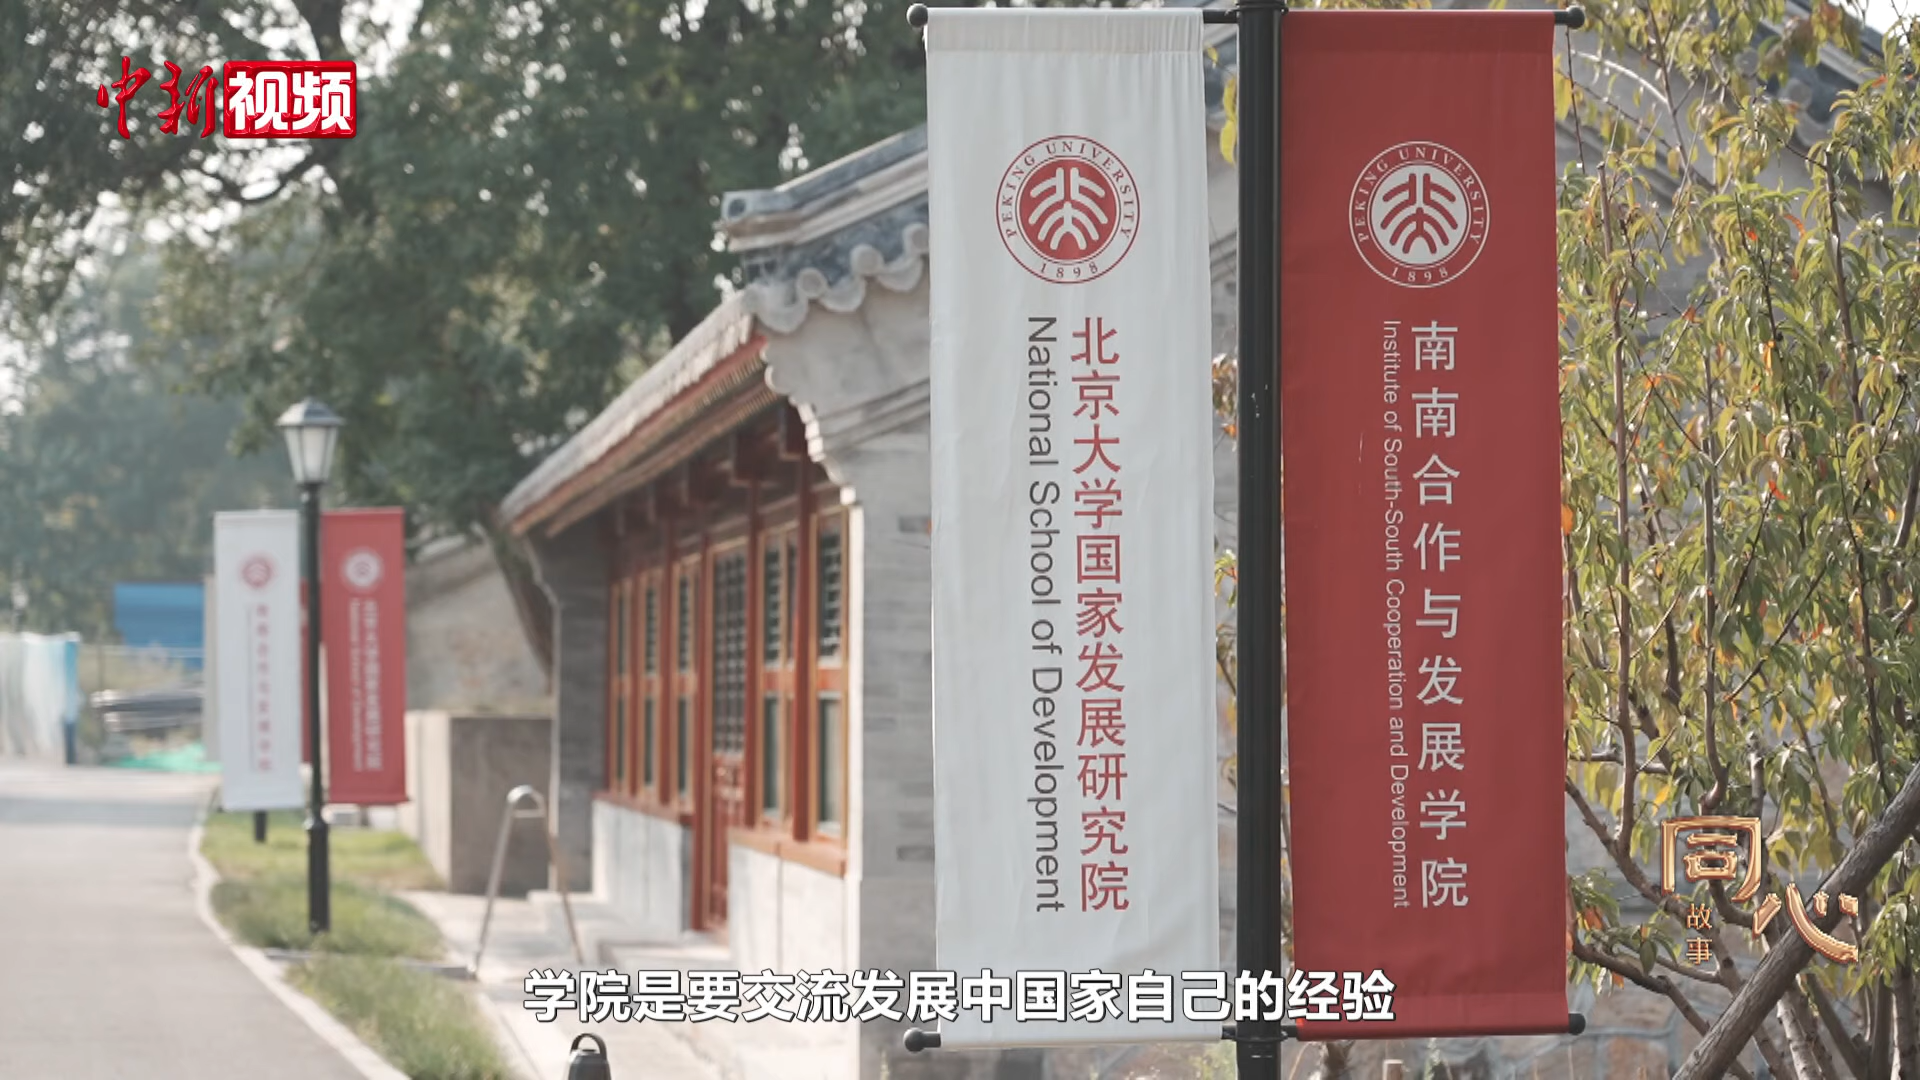 中新视频
PEKING UNIVERSITY
1898
北京大学国家发展研究院
National School of Development
PEKING UNIVERSITY
1898
南南合作与发展学院
Institute of South-South Cooperation and Development
同心
故事
学院是要交流发展中国家自己的经验